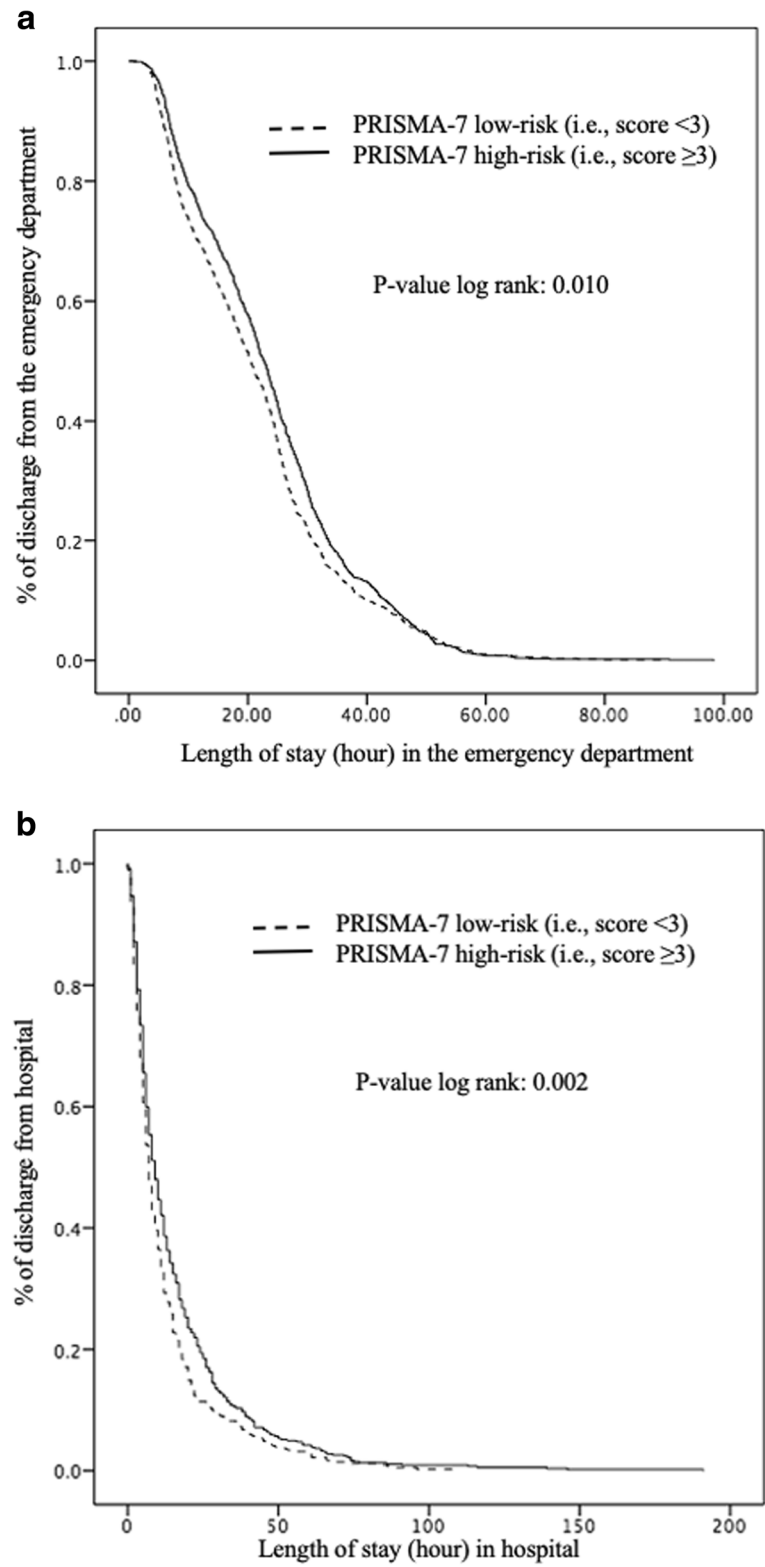 a
1.0
0.8
0.6
0.4
0.2
0.0
% of discharge from the emergency department
PRISMA-7 low-risk (i.e., score <3)
PRISMA-7 high-risk (i.e., score ≥3)
P-value log rank: 0.010
.00 20.00 40.00 60.00 80.00 100.00
Length of stay (hour) in the emergency department
b
1.0
0.8
0.6
0.4
0.2
0.0
% of discharge from hospital
PRISMA-7 low-risk (i.e., score <3)
PRISMA-7 high-risk (i.e., score ≥3)
P-value log rank: 0.002
0 50 100 150 200
Length of stay (hour) in hospital